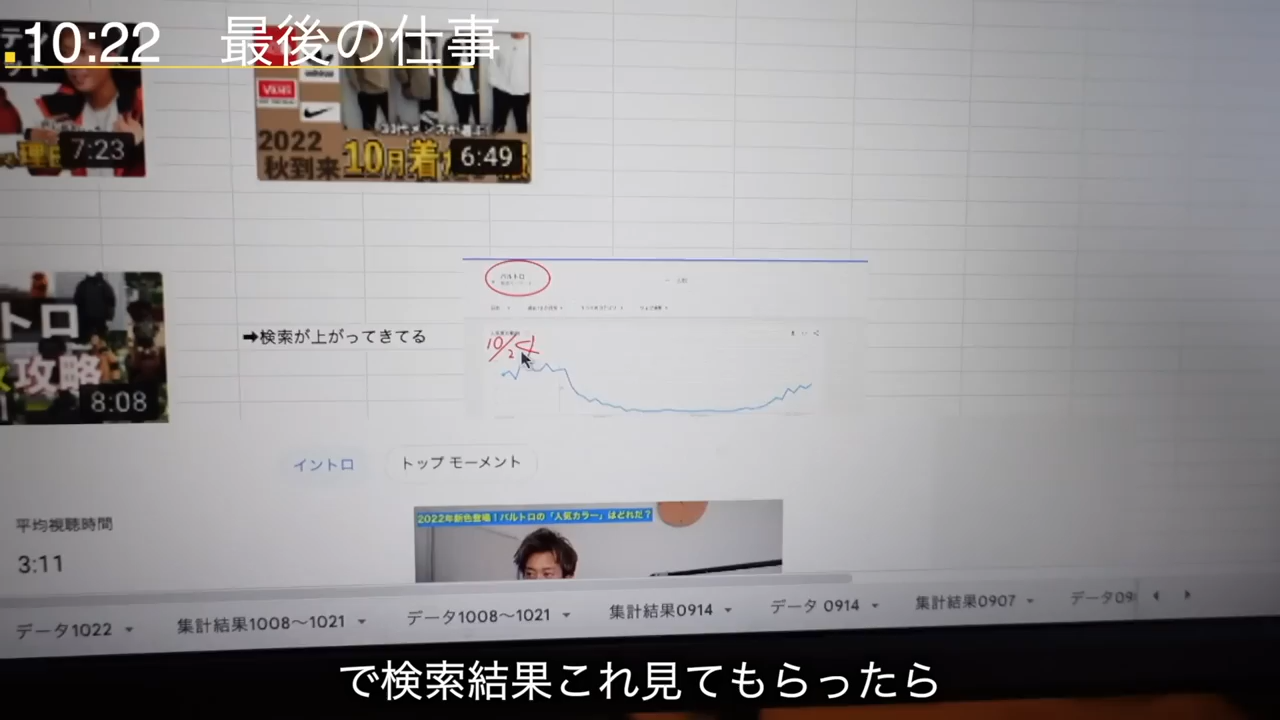 10:22 最後の仕事
7:23
VANS
2022
秋到来
10月着
6:49
バルトロ
10/2
➡検索が上がってきてる
トロ
攻略
8:08
イントロ
トップ モーメント
平均視聴時間
3:11
2022年新色登場！バルトロの「人気カラー」はどれだ？
データ1022
集計結果1008〜1021
データ1008〜1021
集計結果0914
データ 0914
集計結果0907
データ09
で検索結果これ見てもらったら